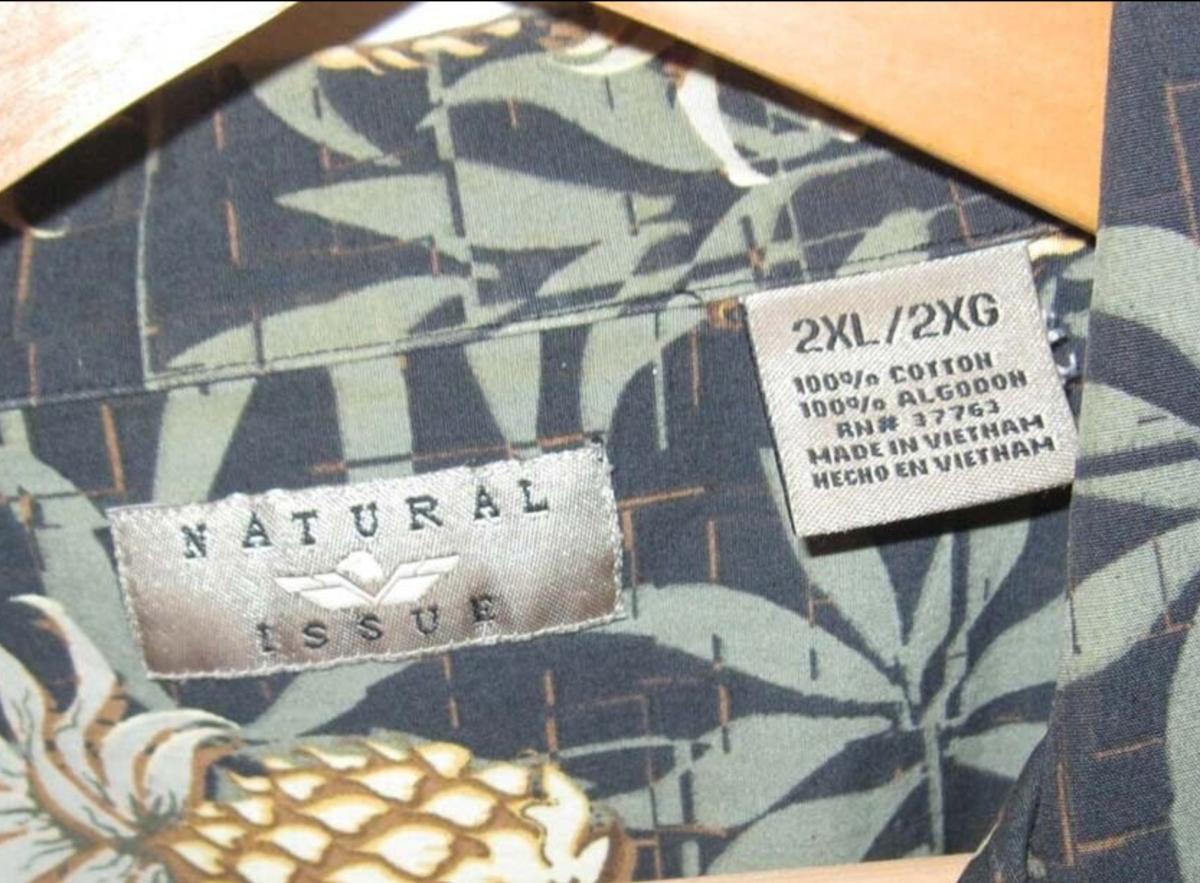 NATURAL
ISSUE
2XL/2XG
100% COTTON
100% ALGODON
RN# 37763
MADE IN VIETNAM
HECHO EN VIETNAM